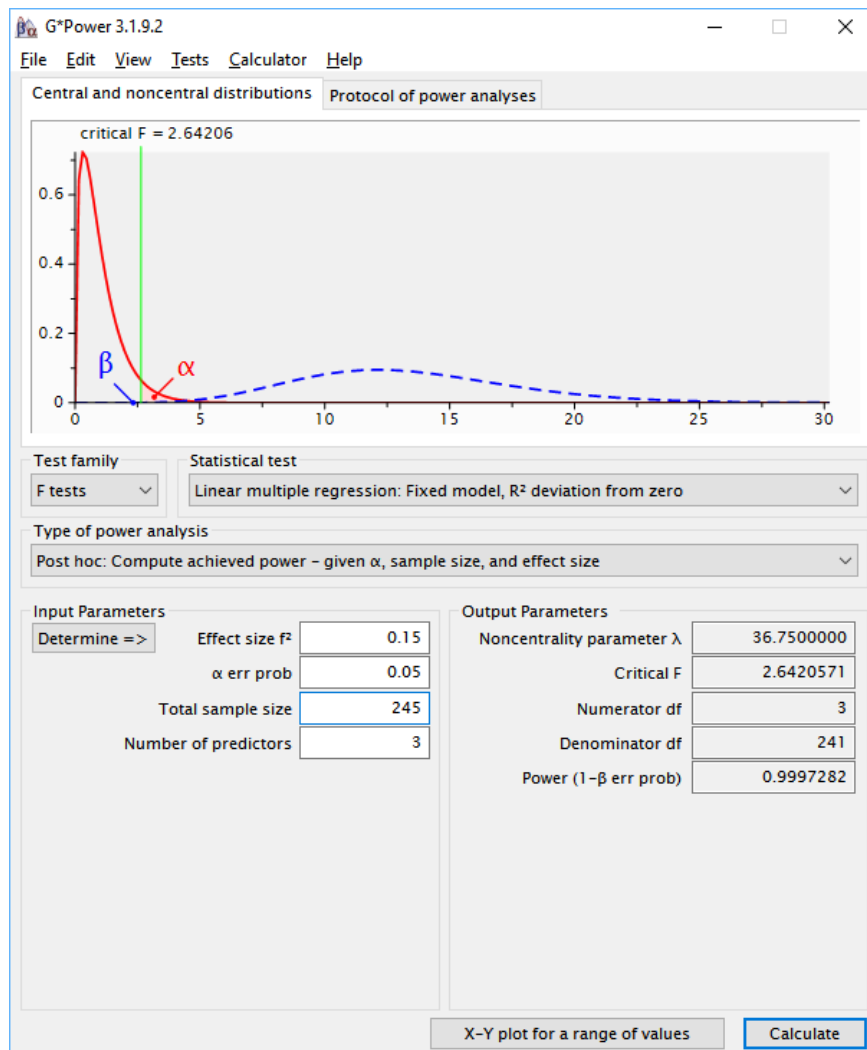 G*Power 3.1.9.2
File Edit View Tests Calculator Help
Central and noncentral distributions Protocol of power analyses
critical F = 2.64206
0.6
0.4
0.2
0
β
α
0 5 10 15 20 25 30
Test family Statistical test
F tests Linear multiple regression: Fixed model, R² deviation from zero
Type of power analysis
Post hoc: Compute achieved power – given α, sample size, and effect size
Input Parameters
Determine => Effect size f² 0.15
α err prob 0.05
Total sample size 245
Number of predictors 3
Output Parameters
Noncentrality parameter λ 36.7500000
Critical F 2.6420571
Numerator df 3
Denominator df 241
Power (1-β err prob) 0.9997282
X-Y plot for a range of values Calculate